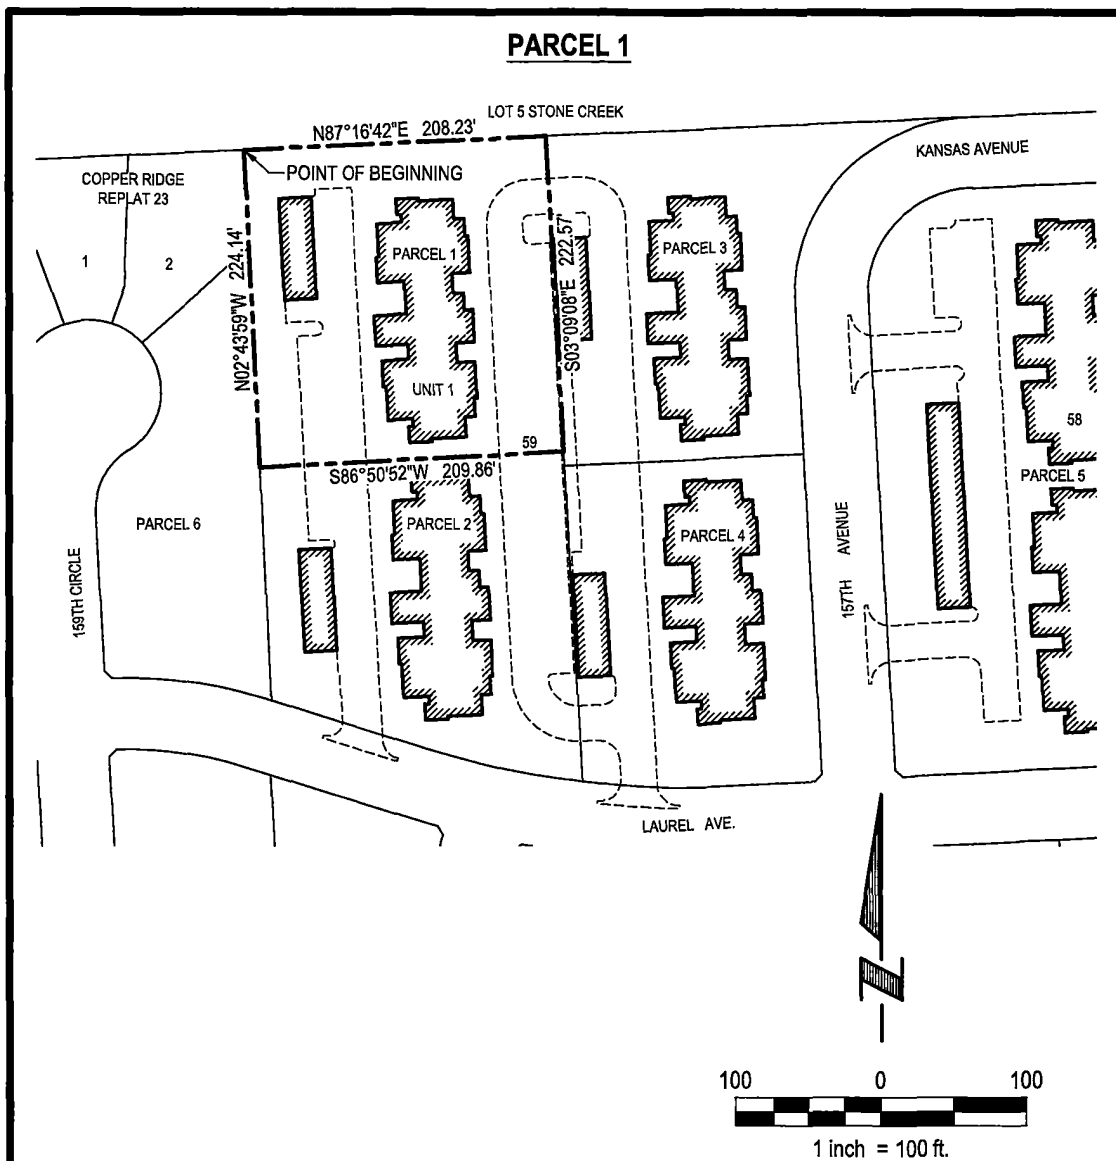 PARCEL 1
LOT 5 STONE CREEK
N87°16'42"E 208.23'
KANSAS AVENUE
POINT OF BEGINNING
COPPER RIDGE
REPLAT 23
1
2
N02°43'59"W 224.14'
PARCEL 1
UNIT 1
S03°09'08"E 222.57'
PARCEL 3
59
S86°50'52"W 209.86'
58
PARCEL 5
PARCEL 6
PARCEL 2
PARCEL 4
159TH CIRCLE
157TH AVENUE
LAUREL AVE.
N
100 0 100
1 inch = 100 ft.